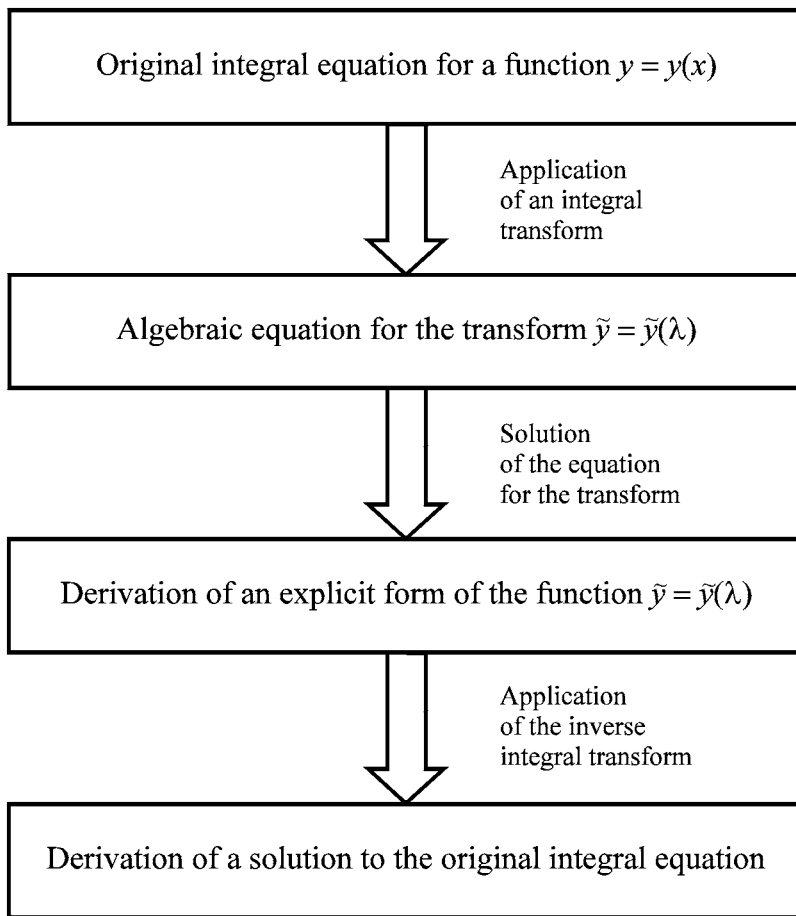 Original integral equation for a function y = y(x)
Application
of an integral
transform
Algebraic equation for the transform ỹ = ỹ(λ)
Solution
of the equation
for the transform
Derivation of an explicit form of the function ỹ = ỹ(λ)
Application
of the inverse
integral transform
Derivation of a solution to the original integral equation